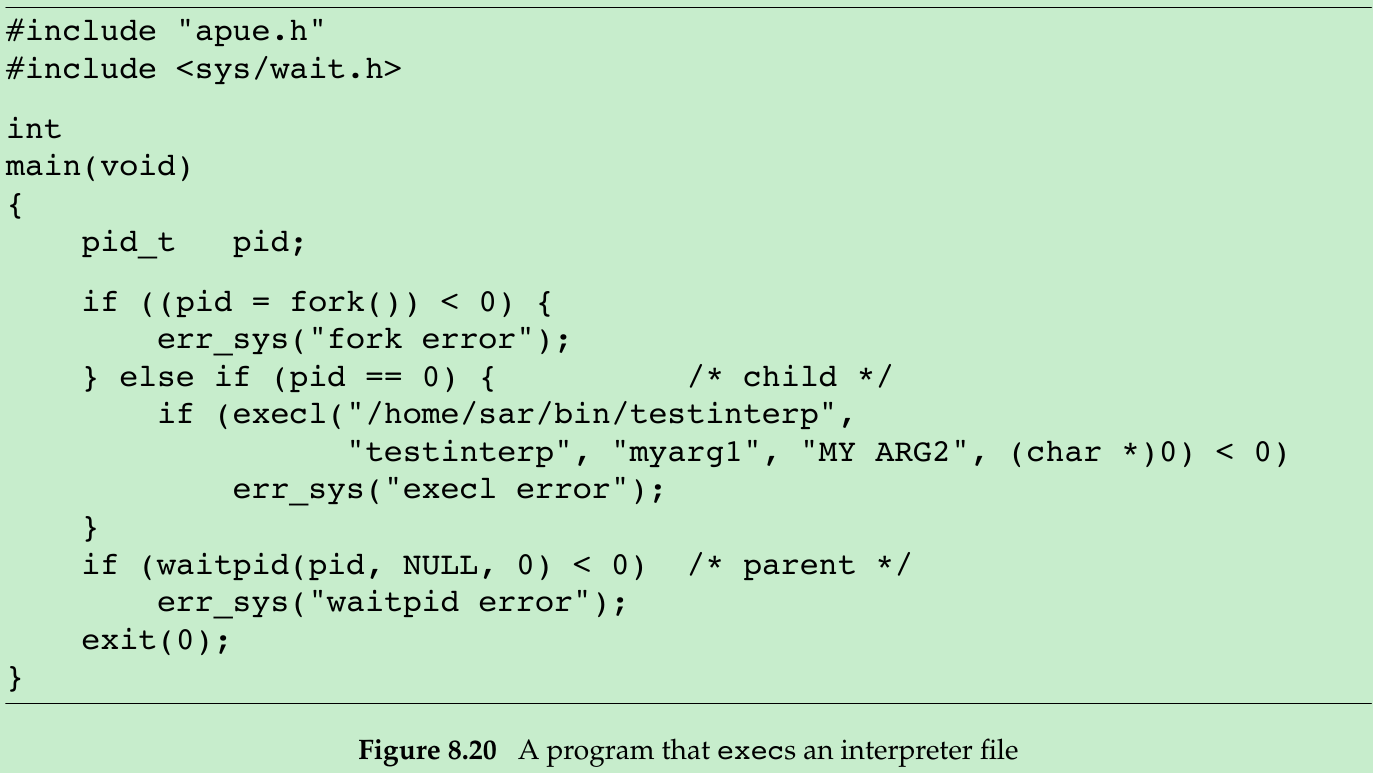 #include "apue.h"
#include <sys/wait.h>
int
main(void)
{
    pid_t   pid;
    if ((pid = fork()) < 0) {
        err_sys("fork error");
    } else if (pid == 0) {          /* child */
        if (execl("/home/sar/bin/testinterp",
                  "testinterp", "myarg1", "MY ARG2", (char *)0) < 0)
            err_sys("execl error");
    }
    if (waitpid(pid, NULL, 0) < 0)  /* parent */
        err_sys("waitpid error");
    exit(0);
}
Figure 8.20 A program that execs an interpreter file